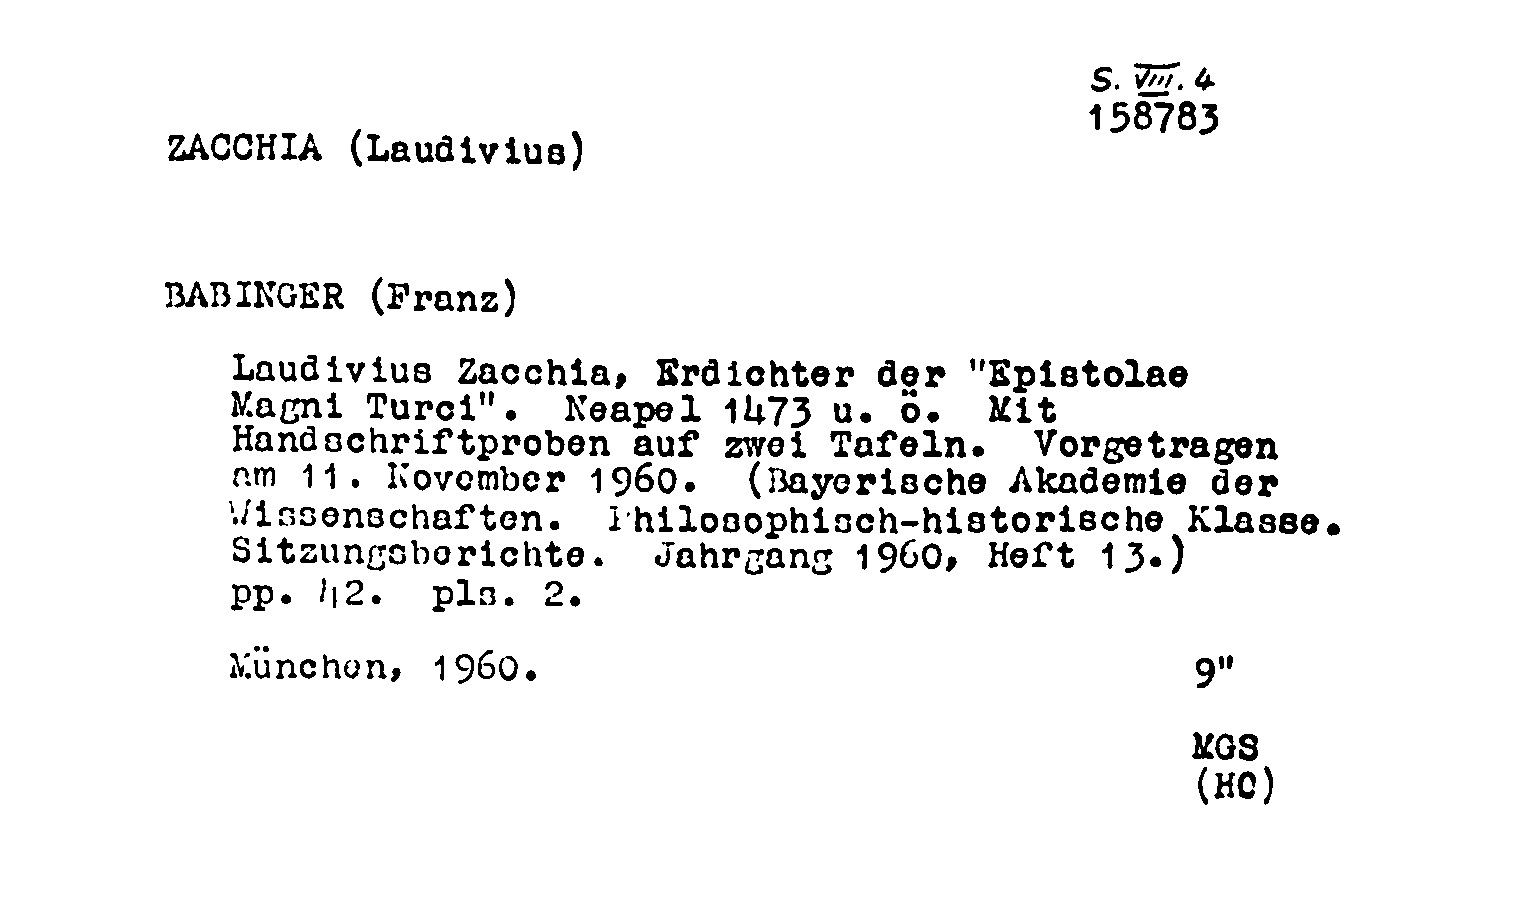 S. VIII. 4
158783
ZACCHIA (Laudivius)
BABINGER (Franz)
Laudivius Zacchia, Erdichter der "Epistolae
Magni Turci". Neapel 1473 u. ö. Mit
Handschriftproben auf zwei Tafeln. Vorgetragen
am 11. November 1960. (Bayerische Akademie der
Wissenschaften. Philosophisch-historische Klasse.
Sitzungsberichte. Jahrgang 1960, Heft 13.)
pp. 42. pls. 2.
München, 1960.
9"
MGS
(HC)